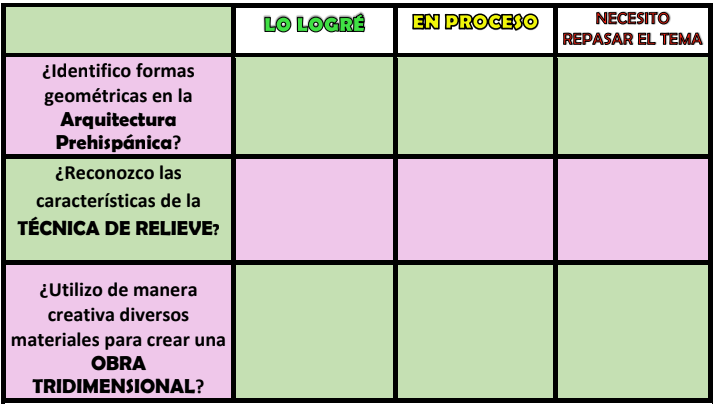 LO LOGRÉ
EN PROCESO
NECESITO
REPASAR EL TEMA
¿Identifico formas
geométricas en la
Arquitectura
Prehispánica?
¿Reconozco las
características de la
TÉCNICA DE RELIEVE?
¿Utilizo de manera
creativa diversos
materiales para crear una
OBRA
TRIDIMENSIONAL?